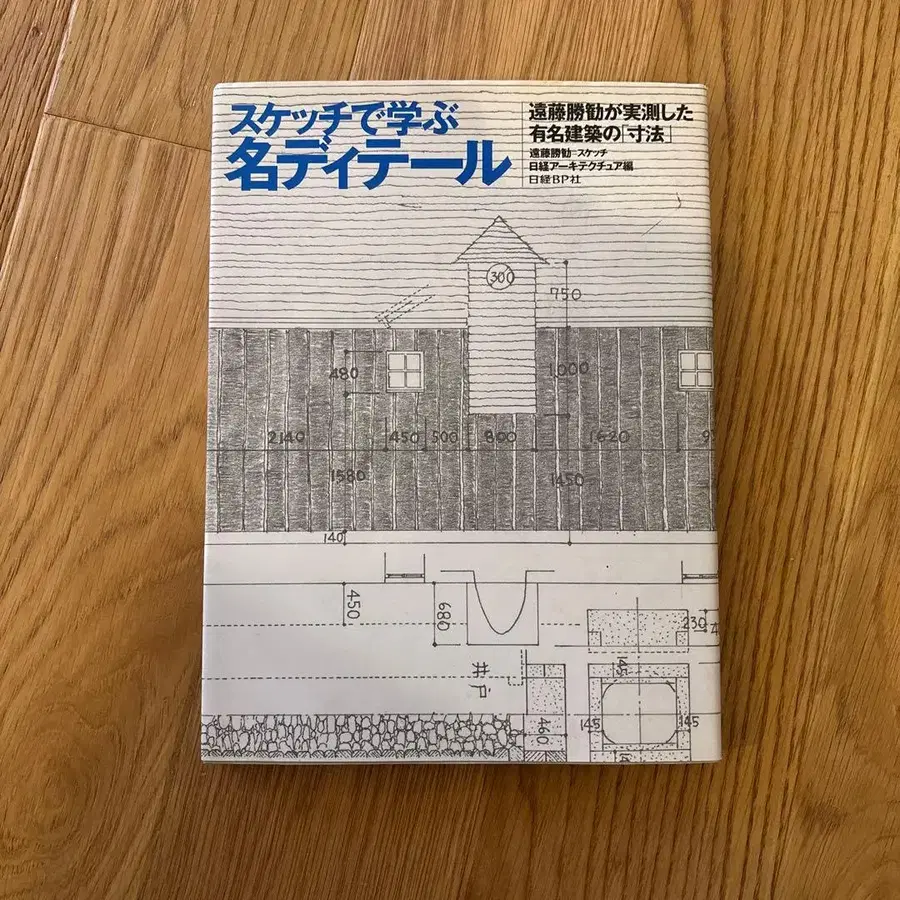 スケッチで学ぶ
名ディテール
遠藤勝勧が実測した
有名建築の「寸法」
遠藤勝勧=スケッチ
日経アーキテクチュア編
日経BP社
300
750
480
1000
2140
450
500
800
1620
1580
1450
140
450
680
230
井戸
145
460
145
145